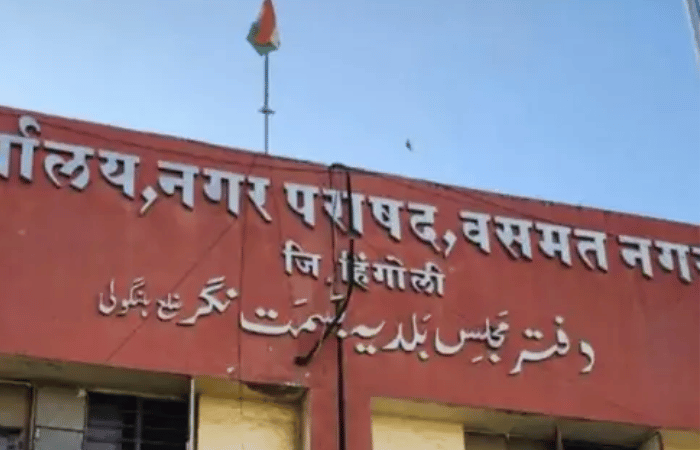 र्यालय, नगर परिषद, वसमत नगर
जि. हिंगोली
دفتر مجلس بلدیہ بسمت نگر ضلع ہنگولی